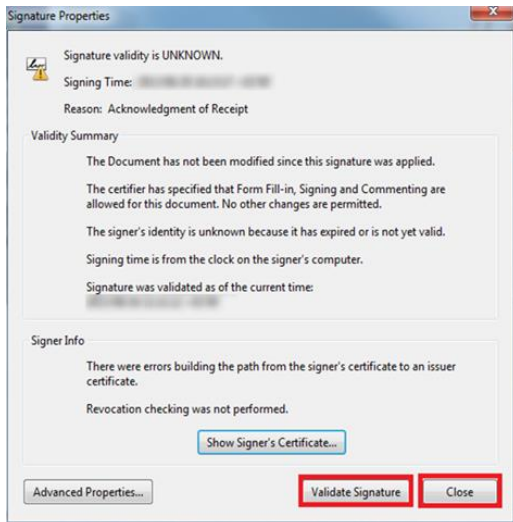 Signature Properties
Signature validity is UNKNOWN.
Signing Time:
Reason: Acknowledgment of Receipt
Validity Summary
The Document has not been modified since this signature was applied.
The certifier has specified that Form Fill-in, Signing and Commenting are
allowed for this document. No other changes are permitted.
The signer's identity is unknown because it has expired or is not yet valid.
Signing time is from the clock on the signer's computer.
Signature was validated as of the current time:
Signer Info
There were errors building the path from the signer's certificate to an issuer
certificate.
Revocation checking was not performed.
Show Signer's Certificate...
Advanced Properties...
Validate Signature
Close